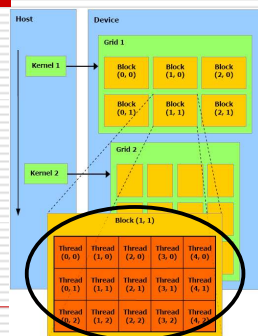 Host
Device
Grid 1
Kernel 1
Block Block Block
(0, 0) (1, 0) (2, 0)
Block Block Block
(0, 1) (1, 1) (2, 1)
Grid 2
Kernel 2
Block (1, 1)
Thread Thread Thread Thread Thread
(0, 0) (1, 0) (2, 0) (3, 0) (4, 0)
Thread Thread Thread Thread Thread
(0, 1) (1, 1) (2, 1) (3, 1) (4, 1)
Thread Thread Thread Thread Thread
(0, 2) (1, 2) (2, 2) (3, 2) (4, 2)